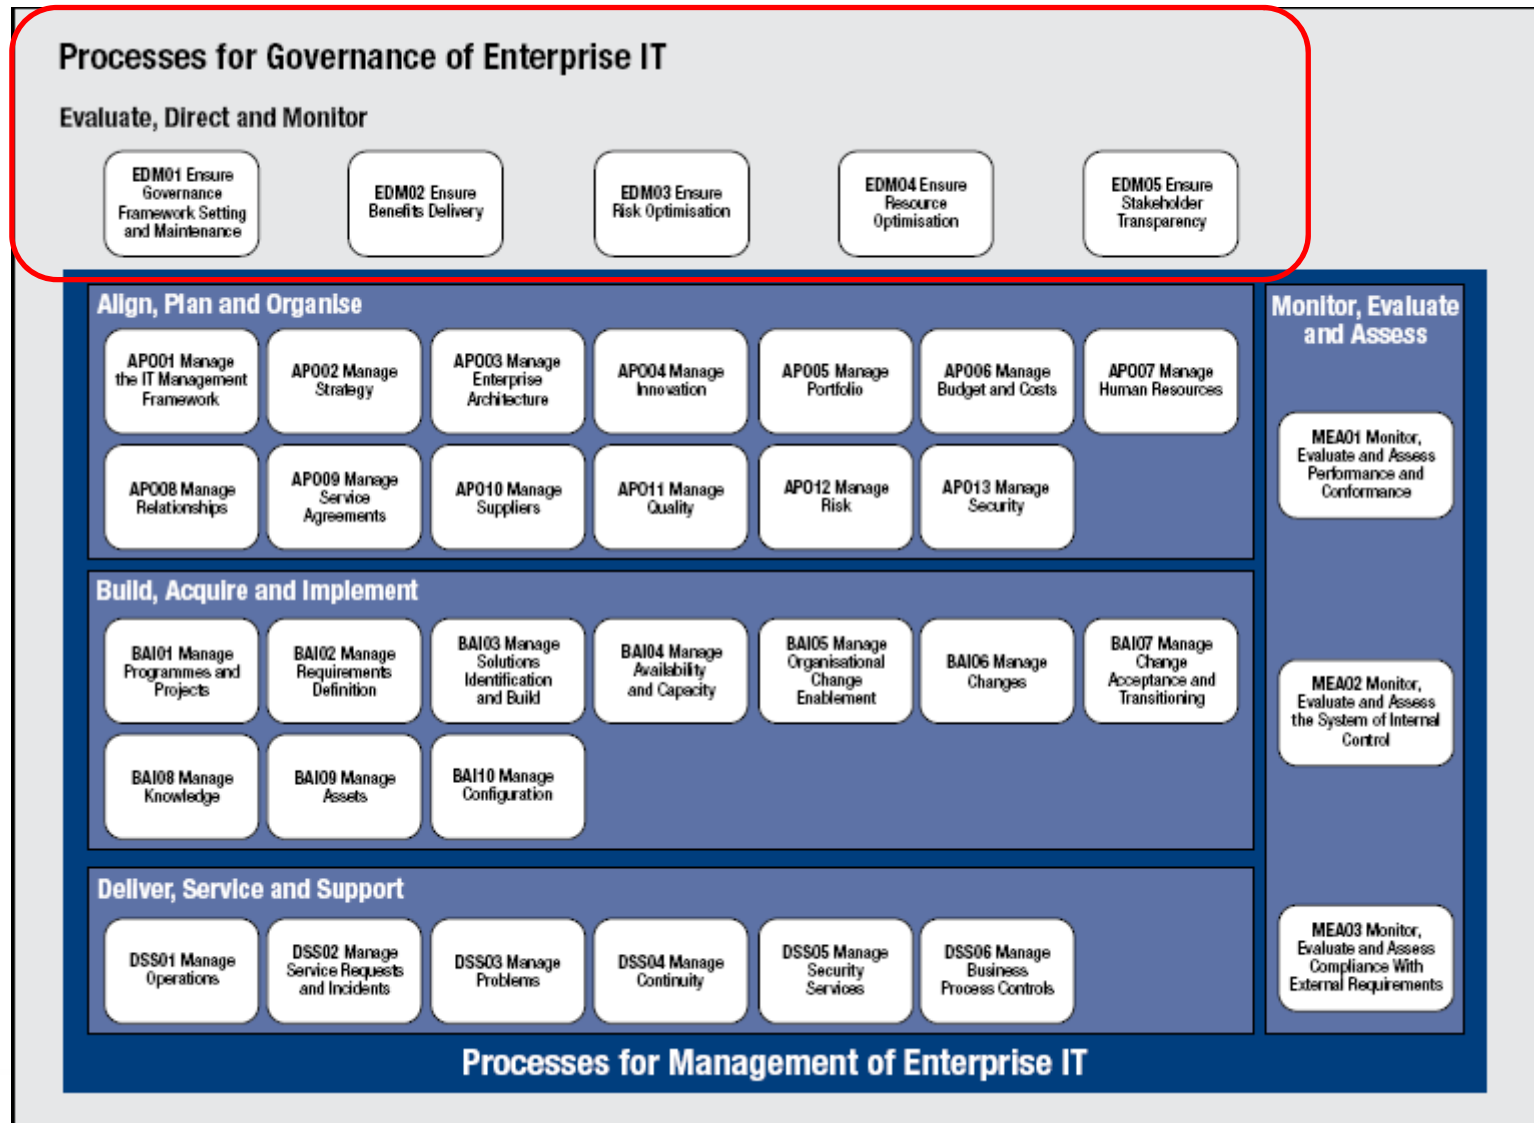 Processes for Governance of Enterprise IT
Evaluate, Direct and Monitor
EDM01 Ensure
Governance
Framework Setting
and Maintenance
EDM02 Ensure
Benefits Delivery
EDM03 Ensure
Risk Optimisation
EDM04 Ensure
Resource
Optimisation
EDM05 Ensure
Stakeholder
Transparency
Align, Plan and Organise
APO01 Manage
the IT Management
Framework
APO02 Manage
Strategy
APO03 Manage
Enterprise
Architecture
APO04 Manage
Innovation
APO05 Manage
Portfolio
APO06 Manage
Budget and Costs
APO07 Manage
Human Resources
APO08 Manage
Relationships
APO09 Manage
Service
Agreements
APO10 Manage
Suppliers
APO11 Manage
Quality
APO12 Manage
Risk
APO13 Manage
Security
Build, Acquire and Implement
BAI01 Manage
Programmes and
Projects
BAI02 Manage
Requirements
Definition
BAI03 Manage
Solutions
Identification
and Build
BAI04 Manage
Availability
and Capacity
BAI05 Manage
Organisational
Change
Enablement
BAI06 Manage
Changes
BAI07 Manage
Change
Acceptance and
Transitioning
BAI08 Manage
Knowledge
BAI09 Manage
Assets
BAI10 Manage
Configuration
Deliver, Service and Support
DSS01 Manage
Operations
DSS02 Manage
Service Requests
and Incidents
DSS03 Manage
Problems
DSS04 Manage
Continuity
DSS05 Manage
Security
Services
DSS06 Manage
Business
Process Controls
Monitor, Evaluate
and Assess
MEA01 Monitor,
Evaluate and Assess
Performance and
Conformance
MEA02 Monitor,
Evaluate and Assess
the System of Internal
Control
MEA03 Monitor,
Evaluate and Assess
Compliance With
External Requirements
Processes for Management of Enterprise IT